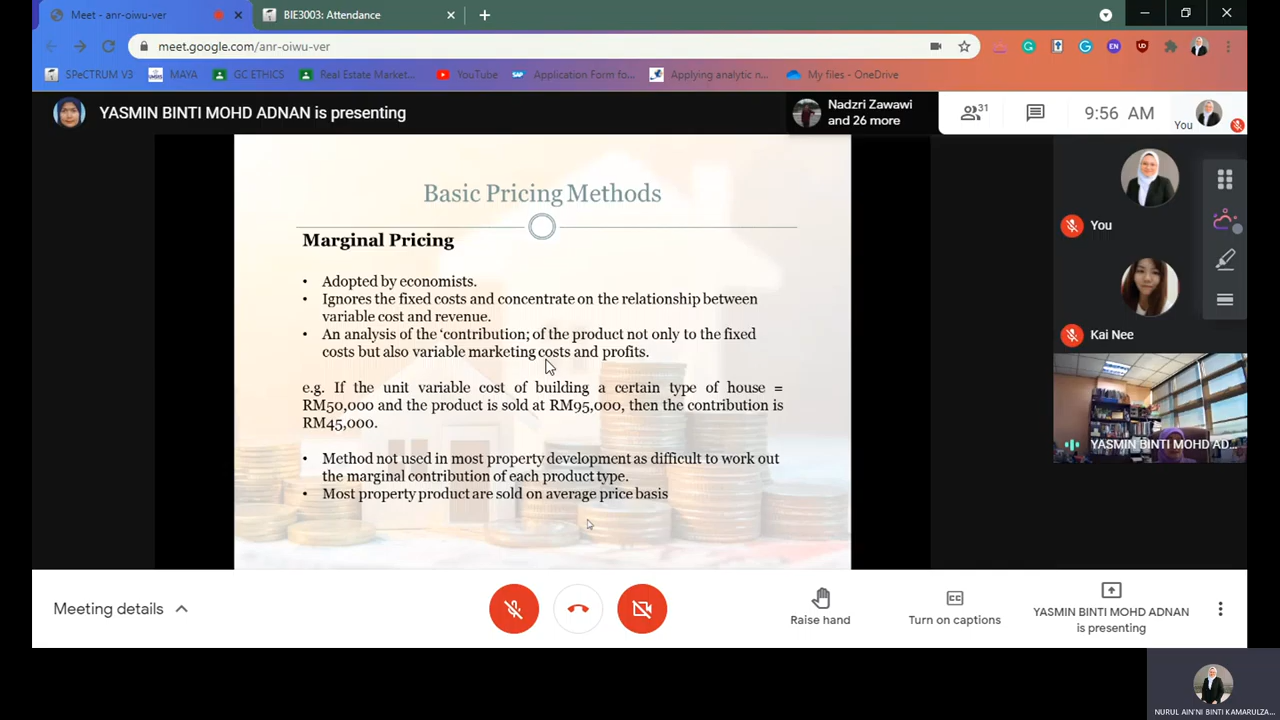 Meet - anr-oiwu-ver
BIE3003: Attendance
meet.google.com/anr-oiwu-ver
EN
UD
SPeCTRUM V3
MAYA
GC ETHICS
Real Estate Market...
YouTube
Application Form fo...
Applying analytic n...
My files - OneDrive
YASMIN BINTI MOHD ADNAN is presenting
Nadzri Zawawi
and 26 more
31
9:56 AM
You
Basic Pricing Methods
Marginal Pricing
• Adopted by economists.
• Ignores the fixed costs and concentrate on the relationship between
variable cost and revenue.
• An analysis of the ‘contribution; of the product not only to the fixed
costs but also variable marketing costs and profits.
e.g. If the unit variable cost of building a certain type of house =
RM50,000 and the product is sold at RM95,000, then the contribution is
RM45,000.
• Method not used in most property development as difficult to work out
the marginal contribution of each product type.
• Most property product are sold on average price basis
You
Kai Nee
YASMIN BINTI MOHD AD...
Meeting details
Raise hand
CC
Turn on captions
YASMIN BINTI MOHD ADNAN
is presenting
NURUL AIN'NI BINTI KAMARULZA...